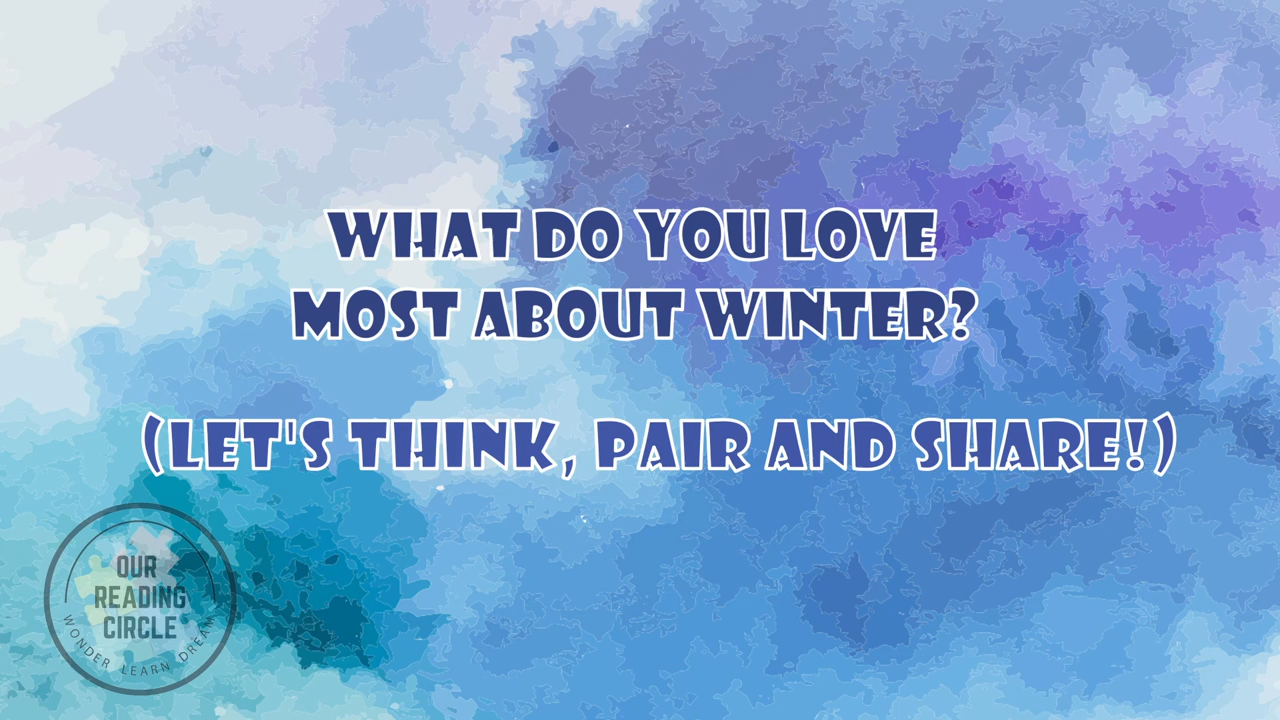 WHAT DO YOU LOVE
MOST ABOUT WINTER?
(LET'S THINK, PAIR AND SHARE!)
OUR
READING
CIRCLE
WONDER LEARN DREAM